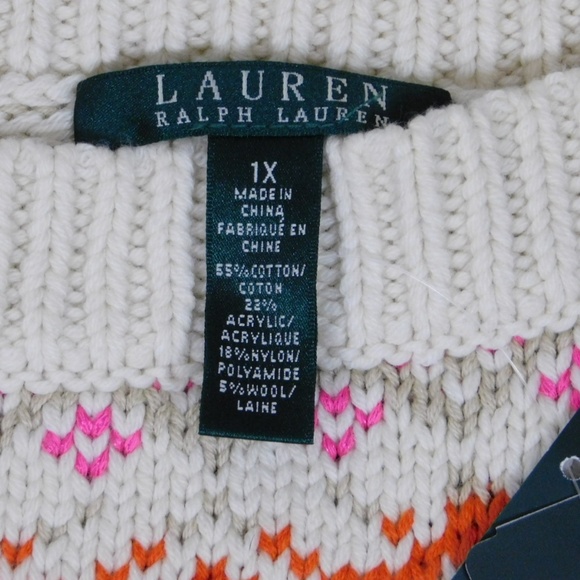 LAUREN
RALPH LAUREN
1X
MADE IN
CHINA
FABRIQUÉ EN
CHINE
55%COTTON/
COTON
22%
ACRYLIC/
ACRYLIQUE
18%NYLON/
POLYAMIDE
5%WOOL/
LAINE